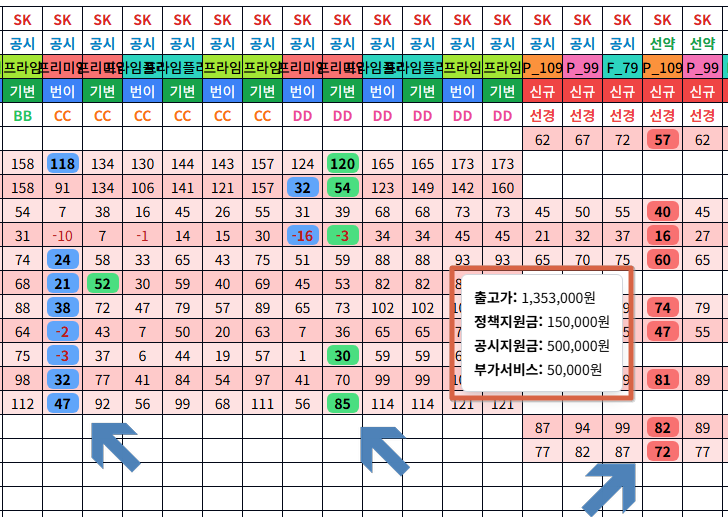 SK SK SK SK SK SK SK SK SK SK SK SK SK SK SK SK SK SK
공시 공시 공시 공시 공시 공시 공시 공시 공시 공시 공시 공시 공시 공시 공시 공시 선약 선약
프라임 프리미 프리미 라임플 라임플 프라임 프라임 프리미 프리미 라임플 라임플 프라임 프라임 P_109 P_99 F_79 P_109 P_99
기변 번이 기변 번이 기변 번이 기변 번이 기변 번이 기변 번이 기변 신규 신규 신규 신규 신규
BB CC CC CC CC CC CC DD DD DD DD DD DD 선경 선경 선경 선경 선경
62 67 72 57 62
158 118 134 130 144 143 157 124 120 165 165 173 173
158 91 134 106 141 121 157 32 54 123 149 142 160
54 7 38 16 45 26 55 31 39 68 68 73 73 45 50 55 40 45
31 -10 7 -1 14 15 30 -16 -3 34 34 45 45 21 32 37 16 27
74 24 58 33 65 43 75 51 59 88 88 93 93 65 70 75 60 65
68 21 52 30 59 40 69 45 53 82 82
88 38 72 47 79 57 89 65 73 102 102 74 79
64 -2 43 7 50 20 63 7 36 65 65 47 55
75 -3 37 6 44 19 57 1 30 59 59
98 32 77 41 84 54 97 41 70 99 99 81 89
112 47 92 56 99 68 111 56 85 114 114 121 121
출고가: 1,353,000원
정책지원금: 150,000원
공시지원금: 500,000원
부가서비스: 50,000원
87 94 99 82 89
77 82 87 72 77